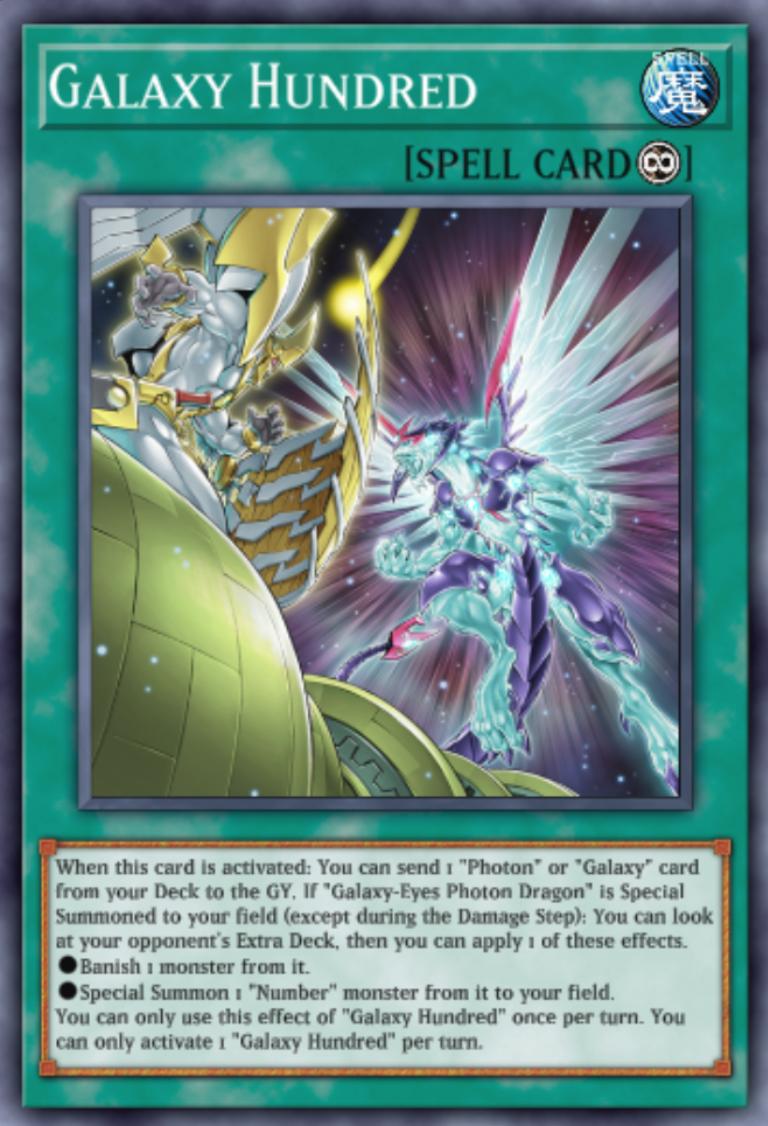 Galaxy Hundred
SPELL
魔
[SPELL CARD♾]
When this card is activated: You can send 1 "Photon" or "Galaxy" card
from your Deck to the GY. If "Galaxy-Eyes Photon Dragon" is Special
Summoned to your field (except during the Damage Step): You can look
at your opponent's Extra Deck, then you can apply 1 of these effects.
●Banish 1 monster from it.
●Special Summon 1 "Number" monster from it to your field.
You can only use this effect of "Galaxy Hundred" once per turn. You
can only activate 1 "Galaxy Hundred" per turn.